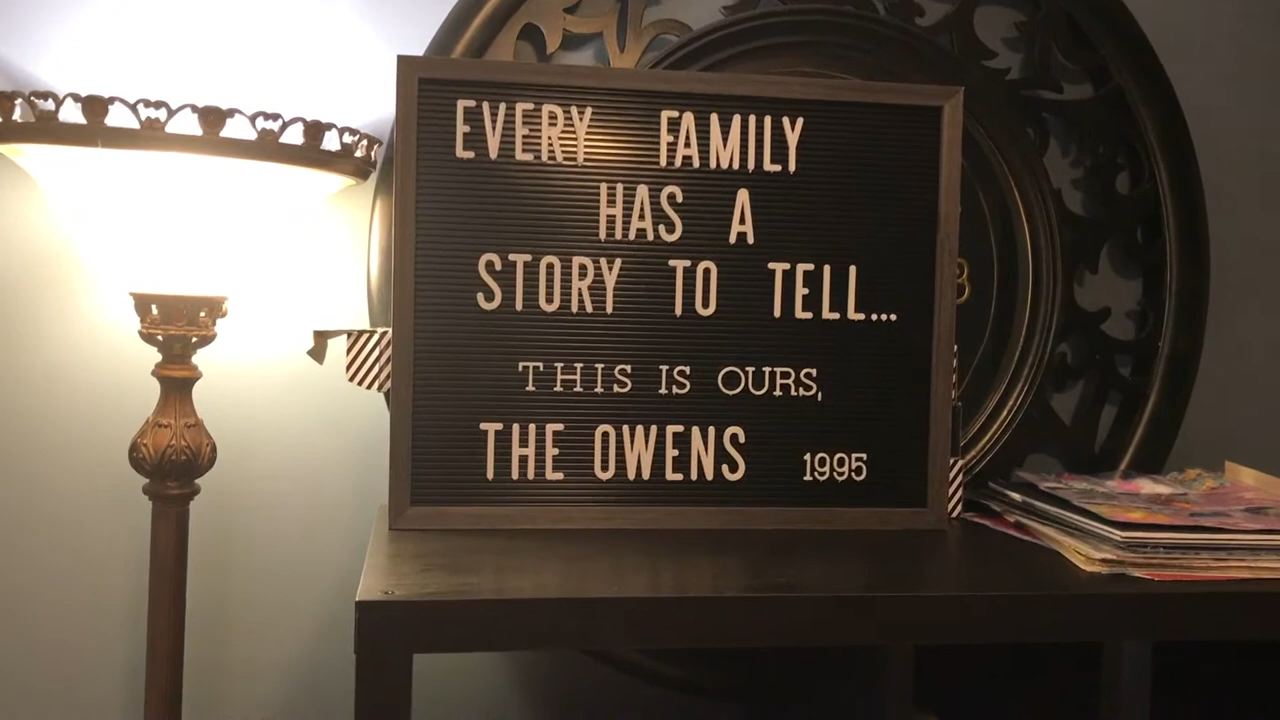 EVERY FAMILY
HAS A
STORY TO TELL...
THIS IS OURS,
THE OWENS 1995